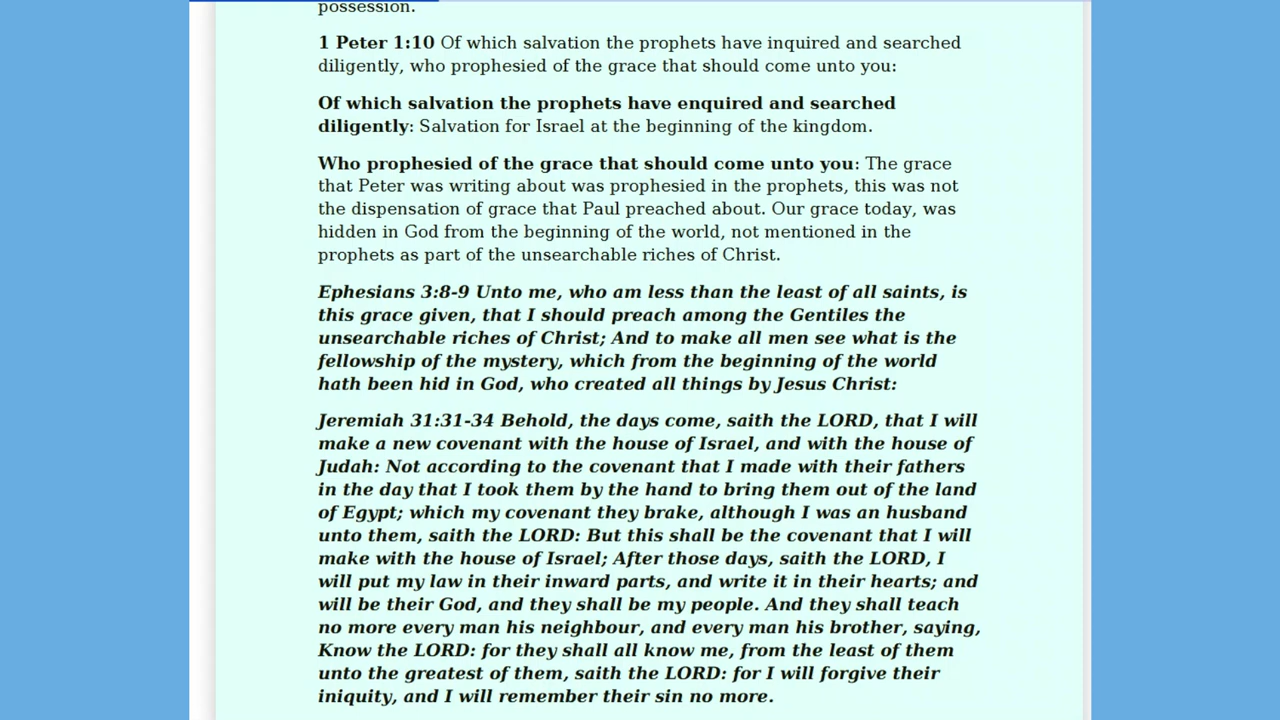 possession.
1 Peter 1:10 Of which salvation the prophets have inquired and searched
diligently, who prophesied of the grace that should come unto you:
Of which salvation the prophets have enquired and searched
diligently: Salvation for Israel at the beginning of the kingdom.
Who prophesied of the grace that should come unto you: The grace
that Peter was writing about was prophesied in the prophets, this was not
the dispensation of grace that Paul preached about. Our grace today, was
hidden in God from the beginning of the world, not mentioned in the
prophets as part of the unsearchable riches of Christ.
Ephesians 3:8-9 Unto me, who am less than the least of all saints, is
this grace given, that I should preach among the Gentiles the
unsearchable riches of Christ; And to make all men see what is the
fellowship of the mystery, which from the beginning of the world
hath been hid in God, who created all things by Jesus Christ:
Jeremiah 31:31-34 Behold, the days come, saith the LORD, that I will
make a new covenant with the house of Israel, and with the house of
Judah: Not according to the covenant that I made with their fathers
in the day that I took them by the hand to bring them out of the land
of Egypt; which my covenant they brake, although I was an husband
unto them, saith the LORD: But this shall be the covenant that I will
make with the house of Israel; After those days, saith the LORD, I
will put my law in their inward parts, and write it in their hearts; and
will be their God, and they shall be my people. And they shall teach
no more every man his neighbour, and every man his brother, saying,
Know the LORD: for they shall all know me, from the least of them
unto the greatest of them, saith the LORD: for I will forgive their
iniquity, and I will remember their sin no more.